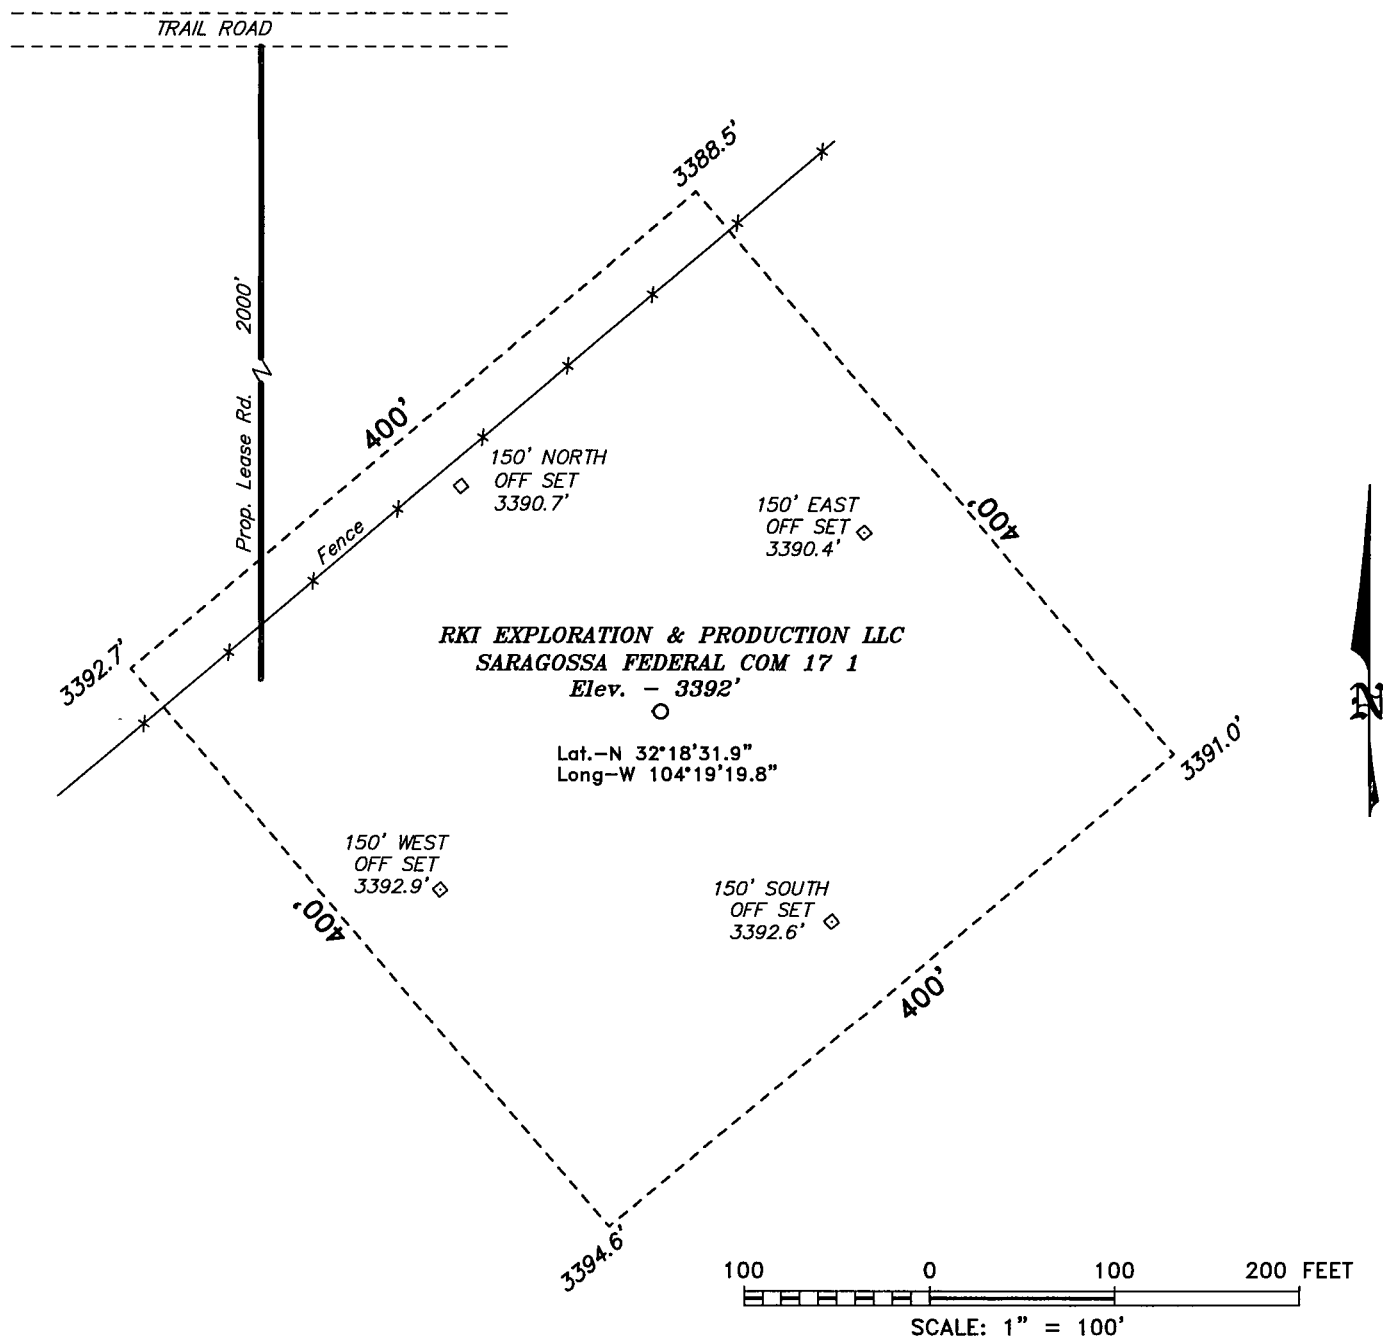 TRAIL ROAD
3388.5'
2000'
Prop. Lease Rd.
400'
150' NORTH
OFF SET
3390.7'
150' EAST
OFF SET
3390.4'
400'
Fence
RKI EXPLORATION & PRODUCTION LLC
SARAGOSSA FEDERAL COM 17 1
Elev. - 3392'
3392.7'
N
Lat.-N 32°18'31.9"
Long-W 104°19'19.8"
3391.0'
150' WEST
OFF SET
3392.9'
150' SOUTH
OFF SET
3392.6'
400'
400'
3394.6'
100 0 100 200 FEET
SCALE: 1" = 100'